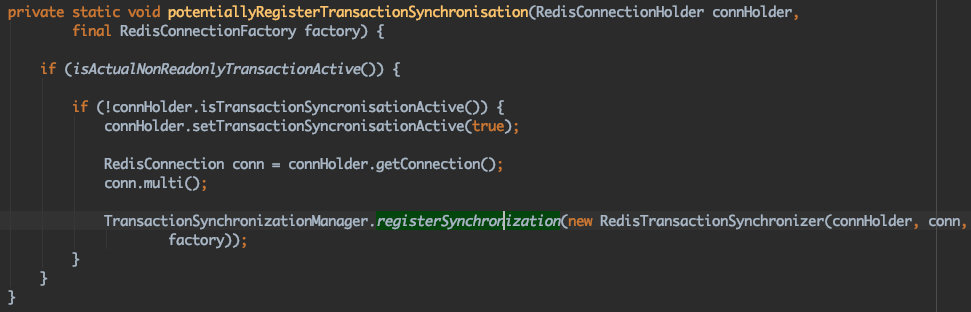 private static void potentiallyRegisterTransactionSynchronisation(RedisConnectionHolder connHolder,
        final RedisConnectionFactory factory) {
    if (isActualNonReadonlyTransactionActive()) {
        if (!connHolder.isTransactionSyncronisationActive()) {
            connHolder.setTransactionSyncronisationActive(true);
            RedisConnection conn = connHolder.getConnection();
            conn.multi();
            TransactionSynchronizationManager.registerSynchronization(new RedisTransactionSynchronizer(connHolder, conn,
                    factory));
        }
    }
}